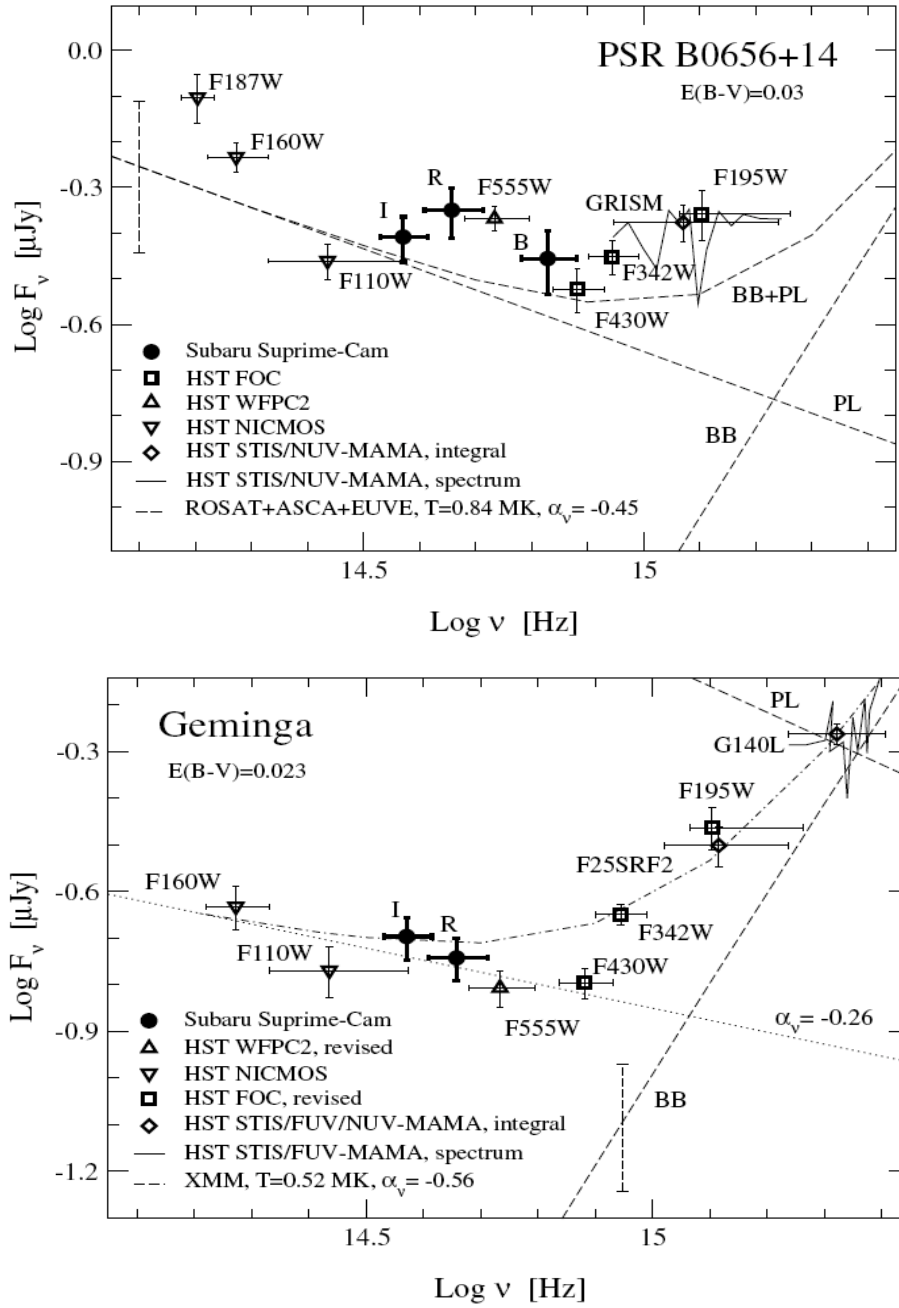 PSR B0656+14
E(B-V)=0.03
0.0
-0.3
-0.6
-0.9
Log Fν [μJy]
F187W
F160W
R
F555W
I
F110W
B
F430W
F342W
GRISM
F195W
BB+PL
PL
BB
Subaru Suprime-Cam
HST FOC
HST WFPC2
HST NICMOS
HST STIS/NUV-MAMA, integral
HST STIS/NUV-MAMA, spectrum
ROSAT+ASCA+EUVE, T=0.84 MK, αν= -0.45
14.5
15
Log ν [Hz]
Geminga
E(B-V)=0.023
-0.3
-0.6
-0.9
-1.2
Log Fν [μJy]
PL
G140L
F195W
F25SRF2
F160W
I
R
F110W
F342W
F430W
F555W
αν= -0.26
BB
Subaru Suprime-Cam
HST WFPC2, revised
HST NICMOS
HST FOC, revised
HST STIS/FUV/NUV-MAMA, integral
HST STIS/FUV-MAMA, spectrum
XMM, T=0.52 MK, αν= -0.56
14.5
15
Log ν [Hz]